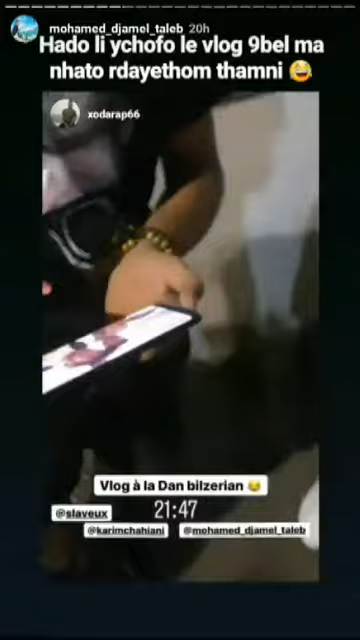 mohamed_djamel_taleb 20h
Hado li ychofo le vlog 9bel ma
nhato rdayethom thamni 😂
xodarap66
Vlog à la Dan bilzerian 😂
@slaveux
21:47
@karimchahiani @mohamed_djamel_taleb